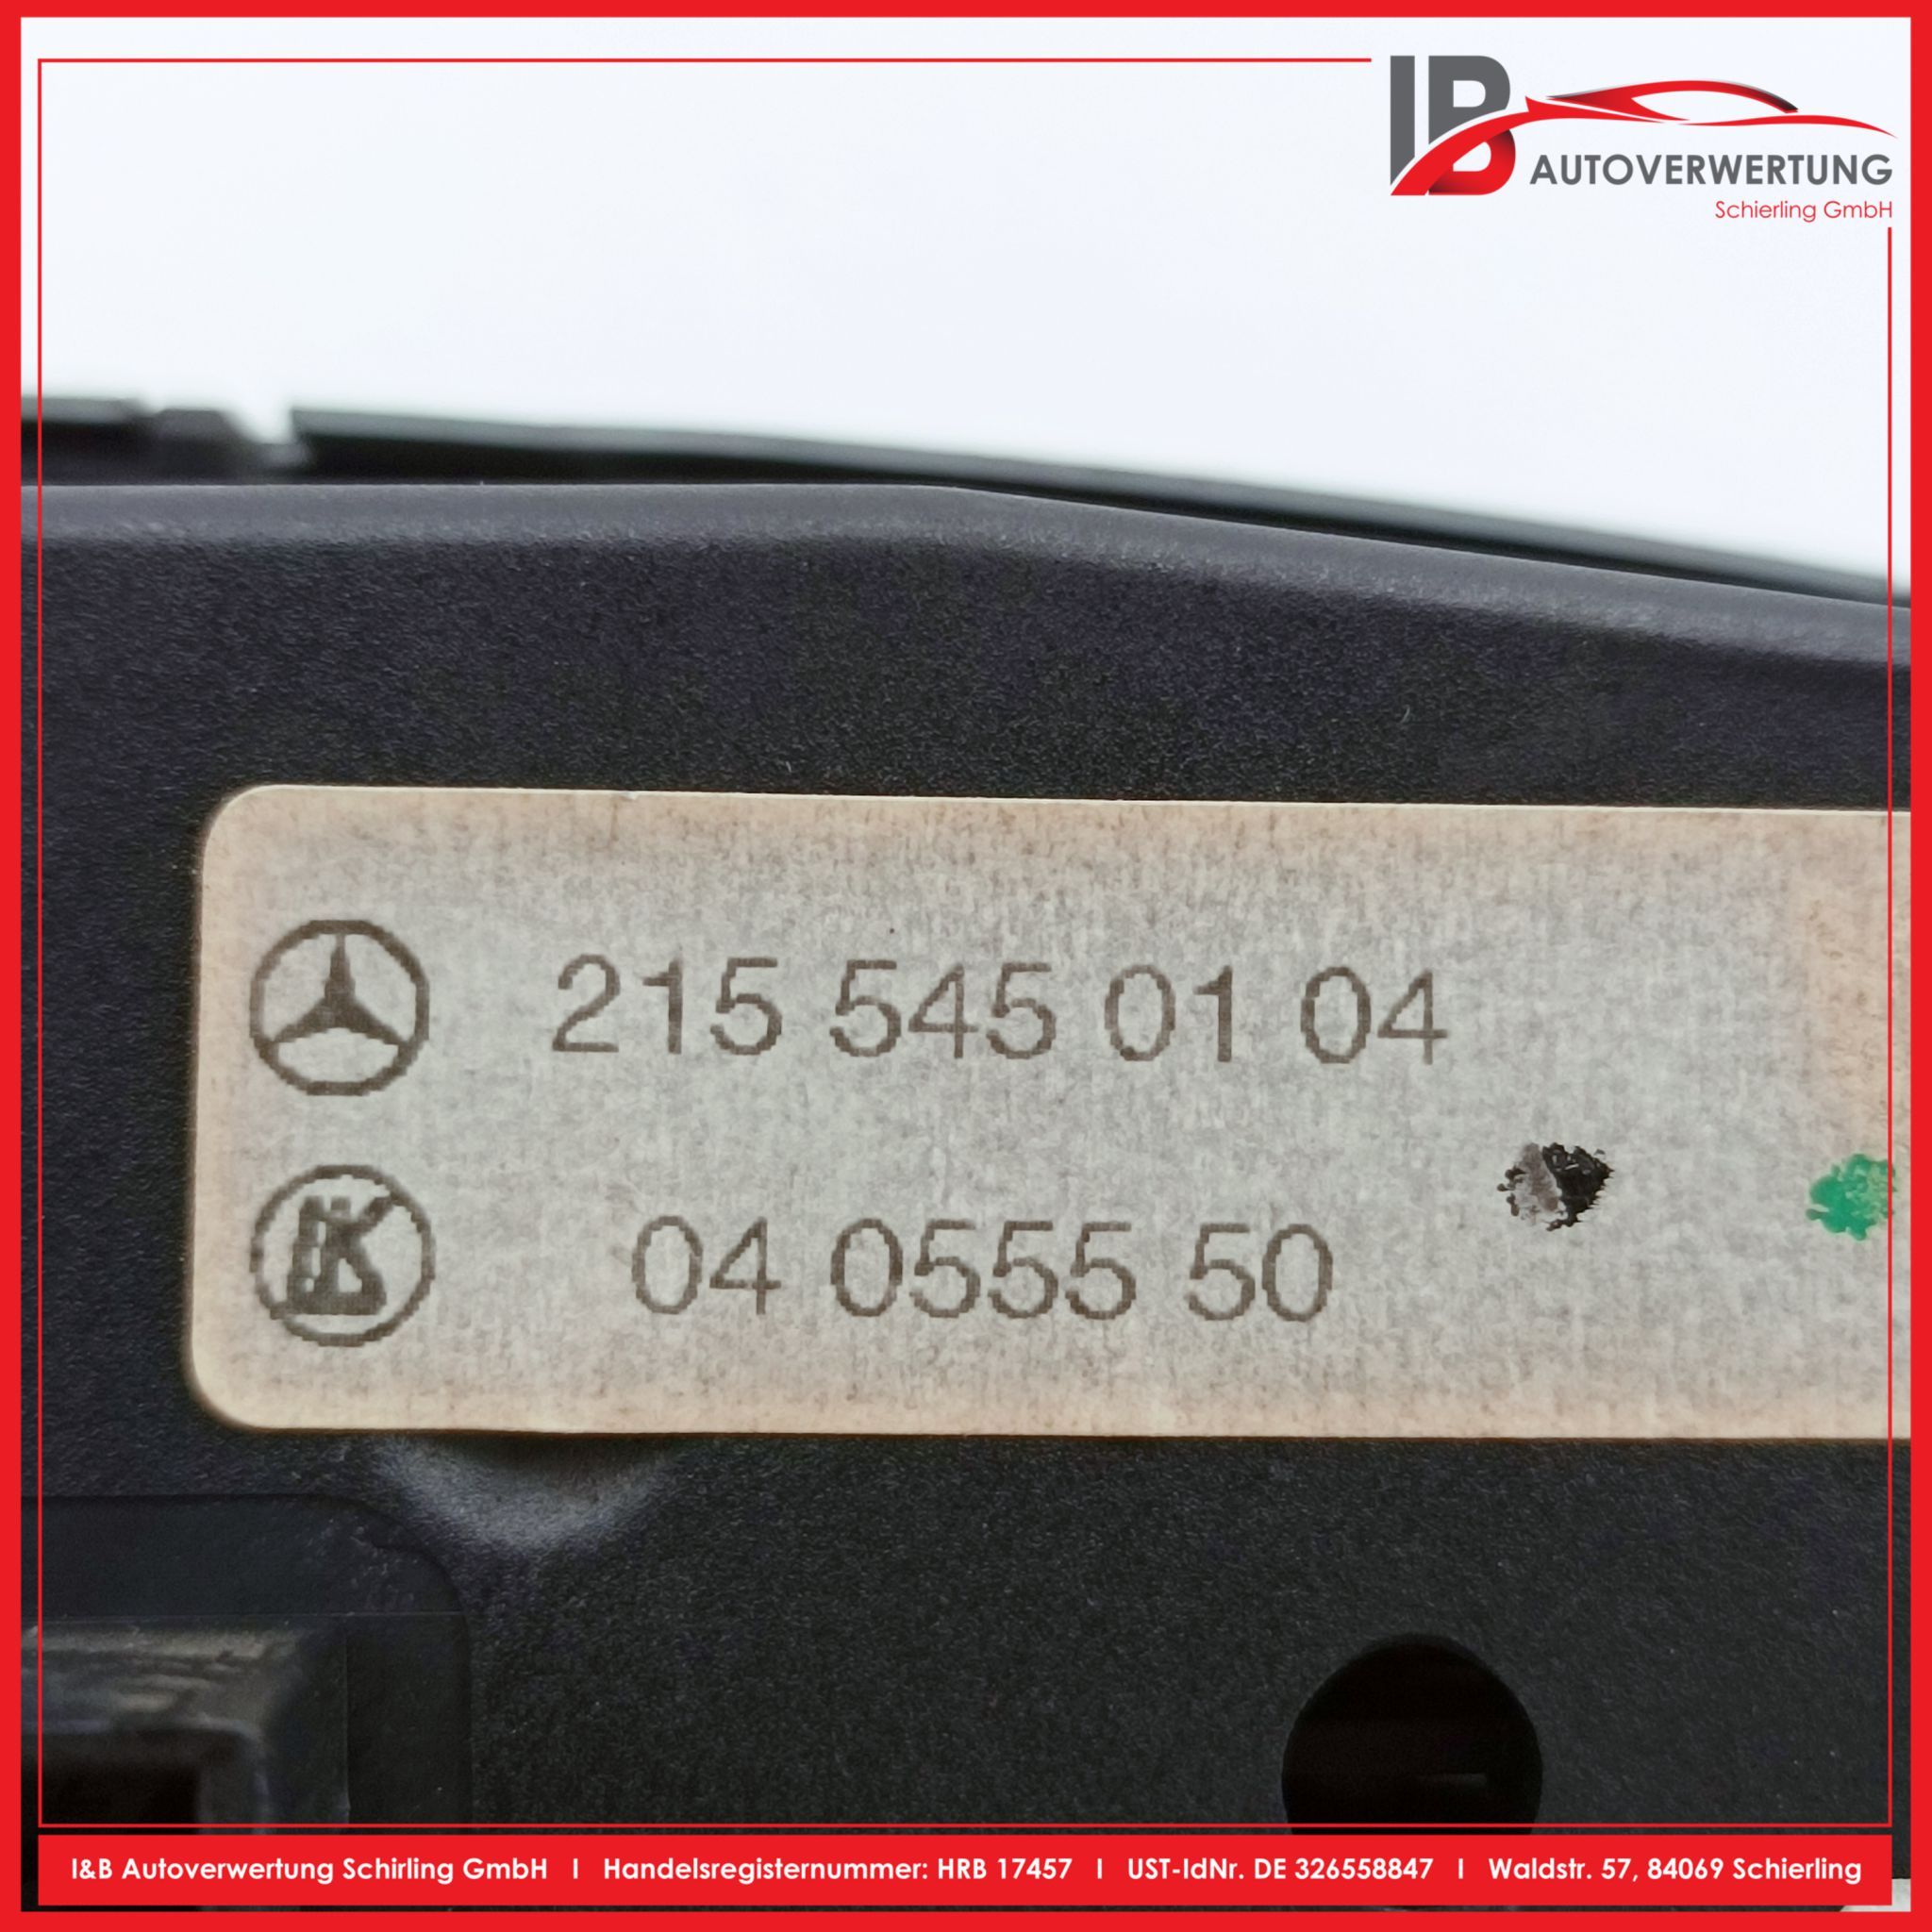 IB AUTOVERWERTUNG
Schierling GmbH
215 545 01 04
LK 04 0555 50
I&B Autoverwertung Schirling GmbH | Handelsregisternummer: HRB 17457 | UST-IdNr. DE 326558847 | Waldstr. 57, 84069 Schierling